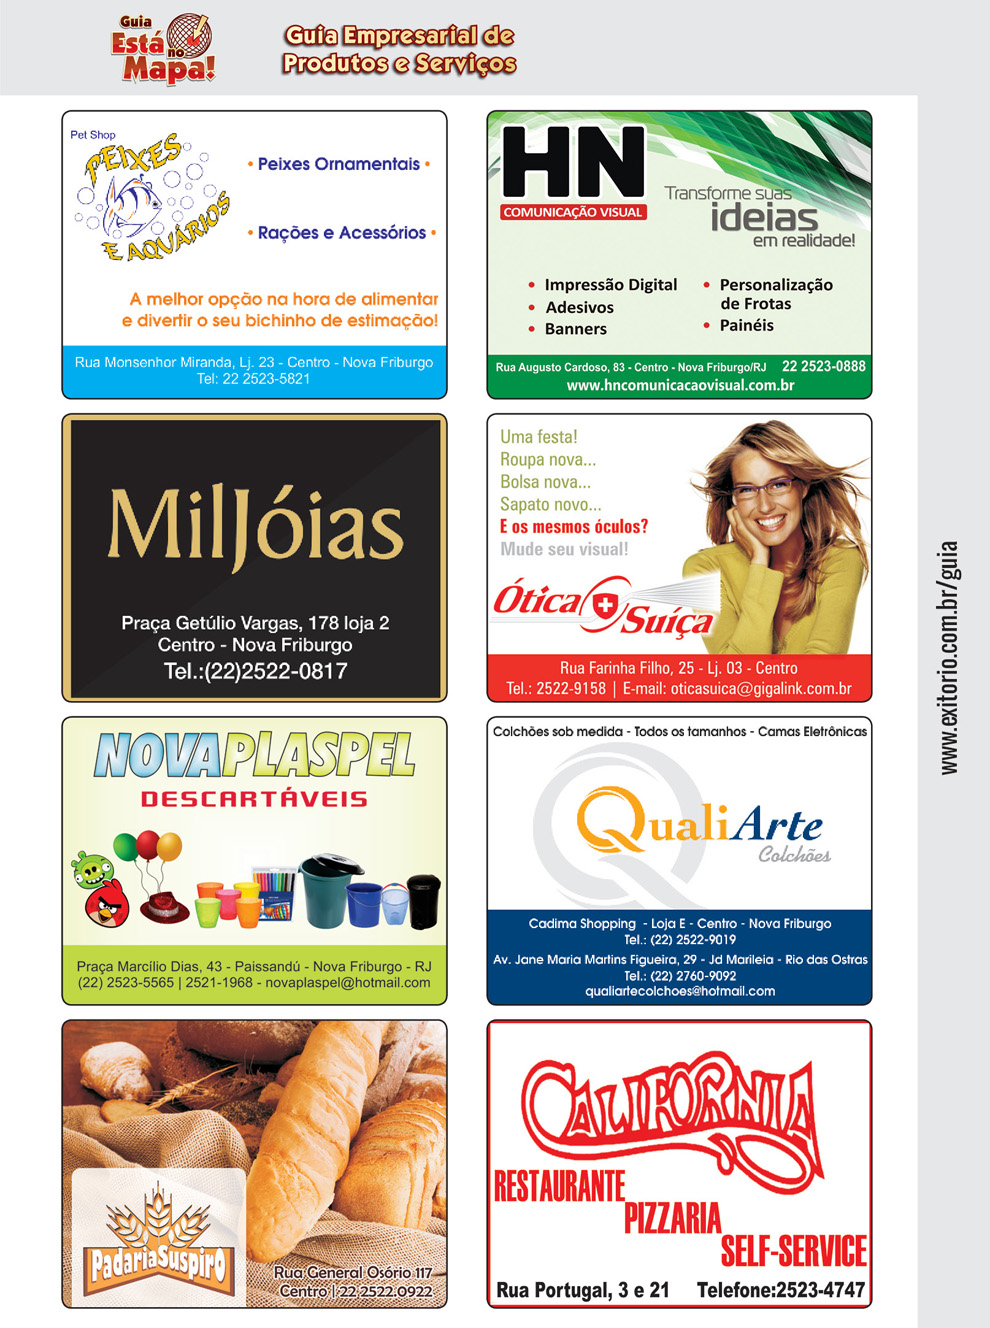 Guia
Está
no
Mapa!
Guia Empresarial de
Produtos e Serviços
Pet Shop
PEIXES
E AQUÁRIOS
• Peixes Ornamentais •
• Rações e Acessórios •
A melhor opção na hora de alimentar
e divertir o seu bichinho de estimação!
Rua Monsenhor Miranda, Lj. 23 - Centro - Nova Friburgo
Tel: 22 2523-5821
HN
COMUNICAÇÃO VISUAL
Transforme suas
ideias
em realidade!
• Impressão Digital
• Adesivos
• Banners
• Personalização
de Frotas
• Painéis
Rua Augusto Cardoso, 83 - Centro - Nova Friburgo/RJ 22 2523-0888
www.hncomunicacaovisual.com.br
MilJóias
Praça Getúlio Vargas, 178 loja 2
Centro - Nova Friburgo
Tel.:(22)2522-0817
Uma festa!
Roupa nova...
Bolsa nova...
Sapato novo...
E os mesmos óculos?
Mude seu visual!
Ótica Suíça
Rua Farinha Filho, 25 - Lj. 03 - Centro
Tel.: 2522-9158 | E-mail: oticasuica@gigalink.com.br
NOVAPLASPEL
DESCARTÁVEIS
Praça Marcílio Dias, 43 - Paissandú - Nova Friburgo - RJ
(22) 2523-5565 | 2521-1968 - novaplaspel@hotmail.com
Colchões sob medida - Todos os tamanhos - Camas Eletrônicas
QualiArte
Colchões
Cadima Shopping - Loja E - Centro - Nova Friburgo
Tel.: (22) 2522-9019
Av. Jane Maria Martins Figueira, 29 - Jd Marileia - Rio das Ostras
Tel.: (22) 2760-9092
qualiartecolchoes@hotmail.com
Padaria Suspiro
Rua General Osório 117
Centro | 22 2522.0922
CALIFORNIA
RESTAURANTE
PIZZARIA
SELF-SERVICE
Rua Portugal, 3 e 21 Telefone:2523-4747
www.exitorio.com.br/guia